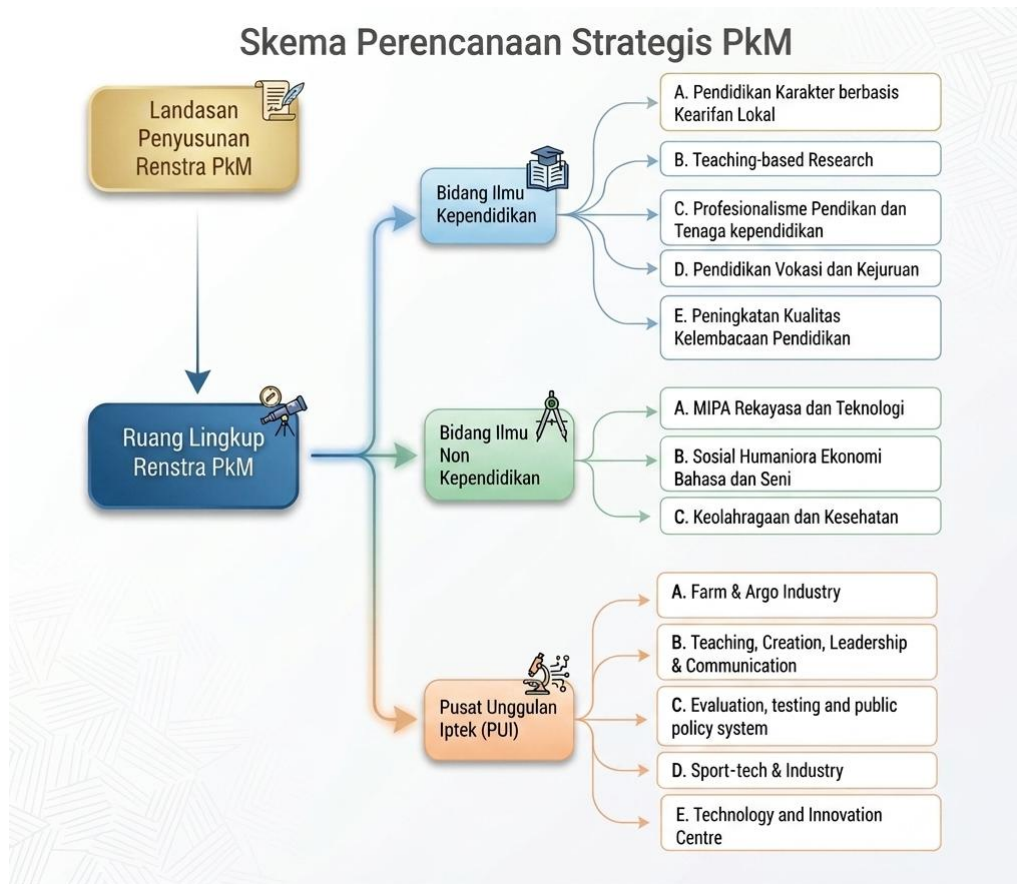 Skema Perencanaan Strategis PkM
Landasan
Penyusunan
Renstra PkM
Ruang Lingkup
Renstra PkM
Bidang Ilmu
Kependidikan
A. Pendidikan Karakter berbasis
Kearifan Lokal
B. Teaching-based Research
C. Profesionalisme Pendikan dan
Tenaga kependidikan
D. Pendidikan Vokasi dan Kejuruan
E. Peningkatan Kualitas
Kelembacaan Pendidikan
Bidang Ilmu
Non
Kependidikan
A. MIPA Rekayasa dan Teknologi
B. Sosial Humaniora Ekonomi
Bahasa dan Seni
C. Keolahragaan dan Kesehatan
Pusat Unggulan
Iptek (PUI)
A. Farm & Argo Industry
B. Teaching, Creation, Leadership
& Communication
C. Evaluation, testing and public
policy system
D. Sport-tech & Industry
E. Technology and Innovation
Centre